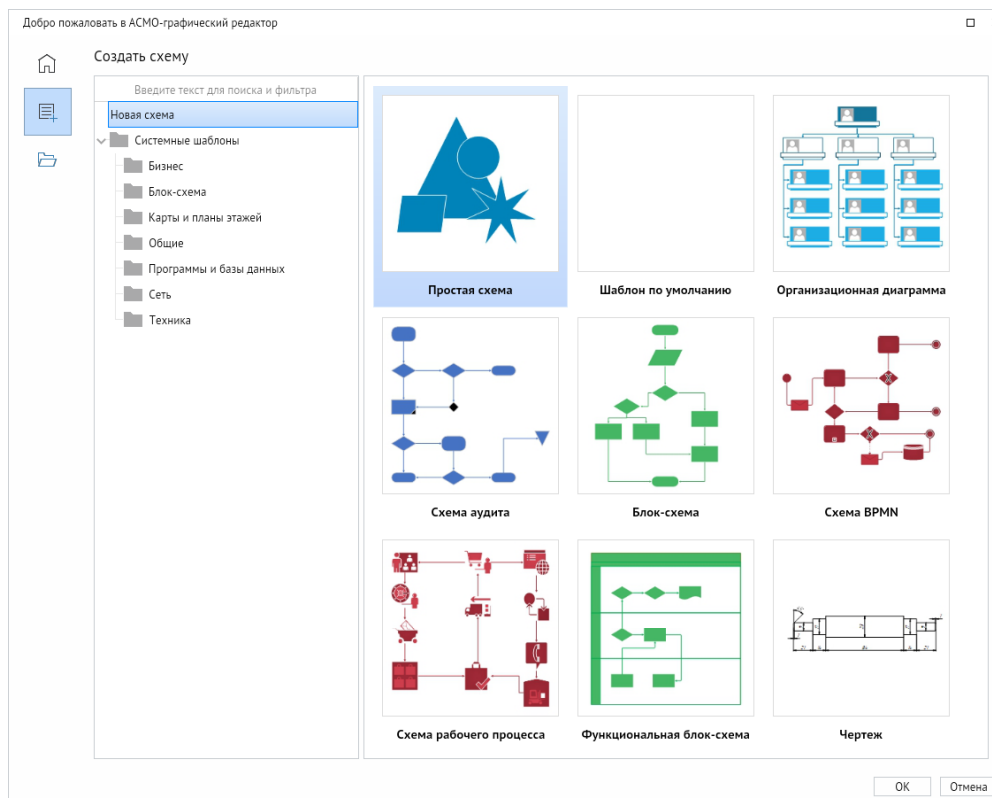 Добро пожаловать в АСМО-графический редактор
Создать схему
Введите текст для поиска и фильтра
Новая схема
Системные шаблоны
Бизнес
Блок-схема
Карты и планы этажей
Общие
Программы и базы данных
Сеть
Техника
Простая схема
Шаблон по умолчанию
Организационная диаграмма
Схема аудита
Блок-схема
Схема BPMN
Схема рабочего процесса
Функциональная блок-схема
Чертеж
OK
Отмена